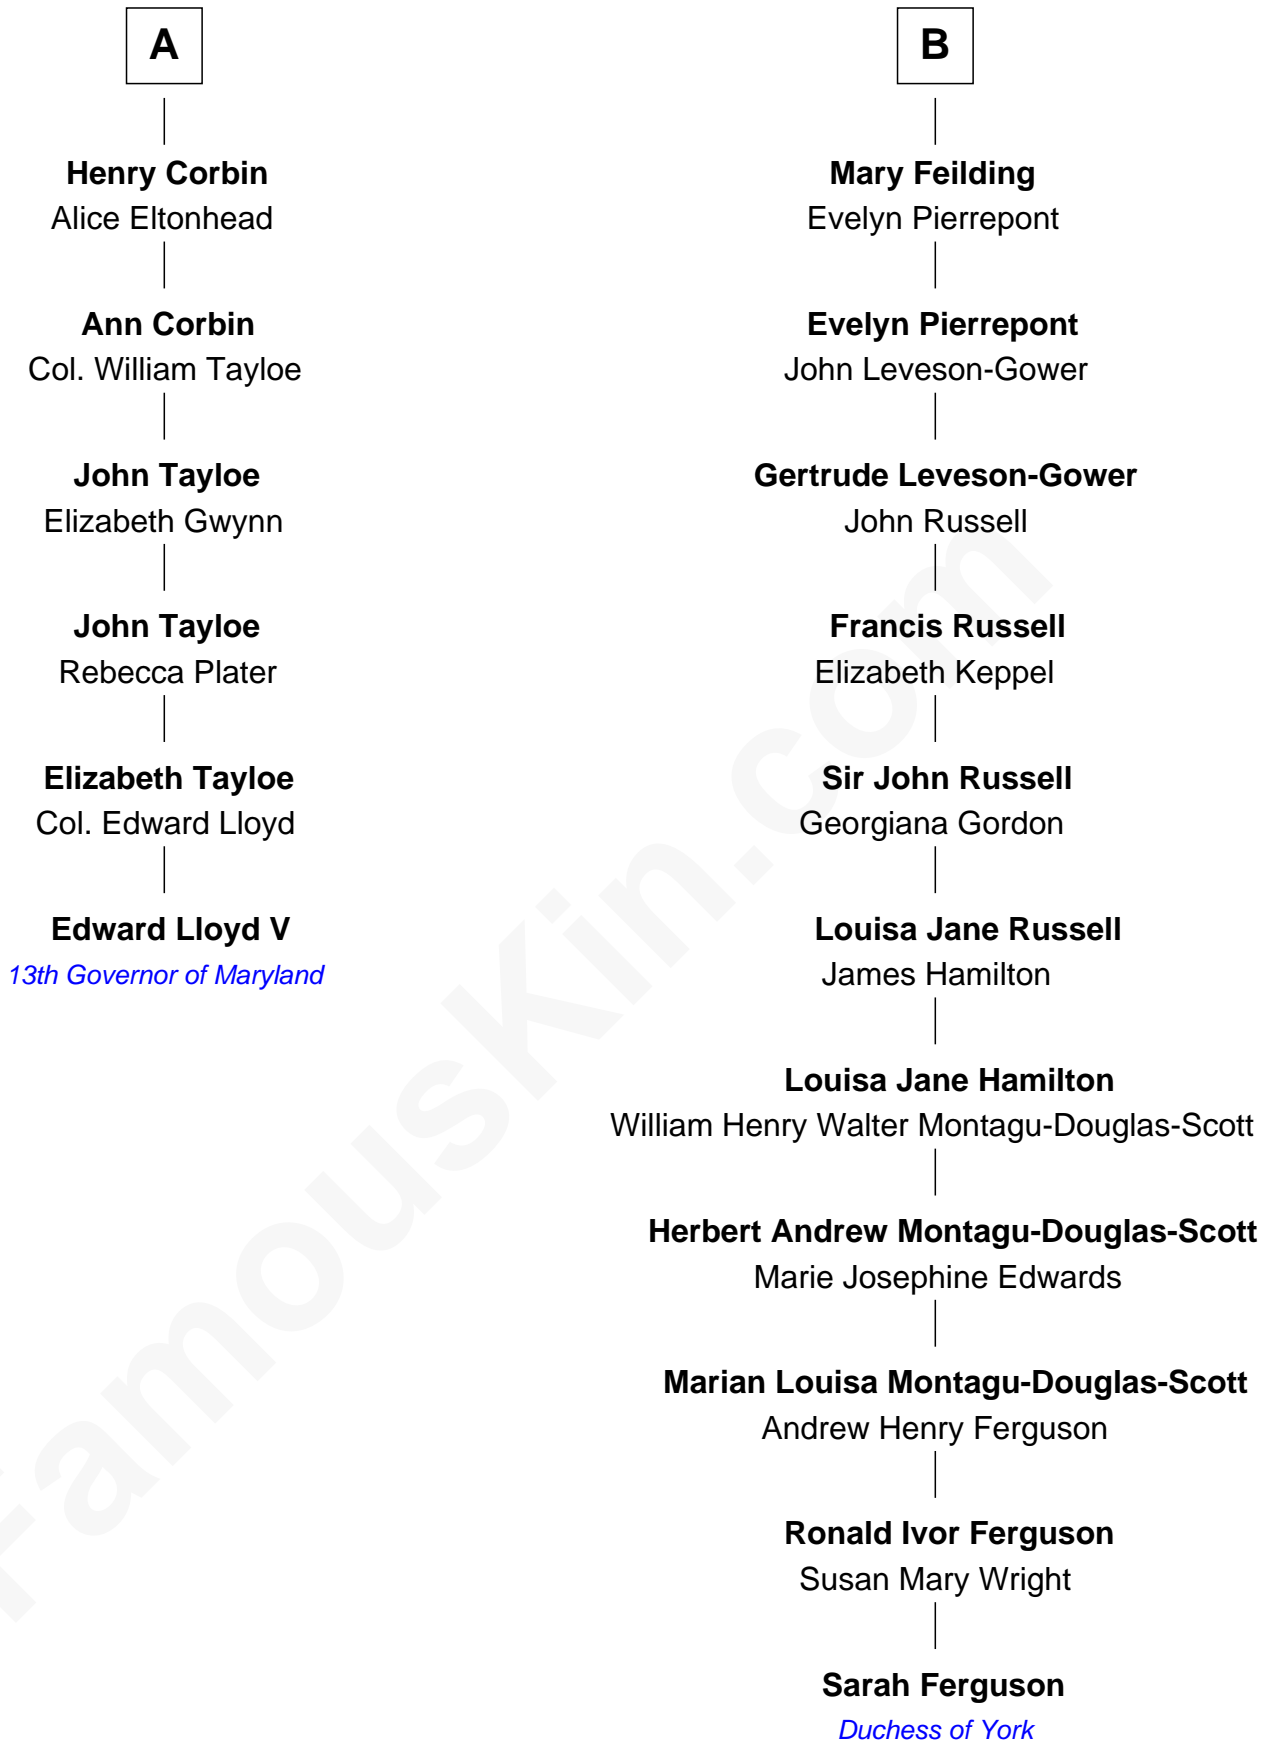 A
Henry Corbin
Alice Eltonhead
Ann Corbin
Col. William Tayloe
John Tayloe
Elizabeth Gwynn
John Tayloe
Rebecca Plater
Elizabeth Tayloe
Col. Edward Lloyd
Edward Lloyd V
13th Governor of Maryland
B
Mary Feilding
Evelyn Pierrepont
Evelyn Pierrepont
John Leveson-Gower
Gertrude Leveson-Gower
John Russell
Francis Russell
Elizabeth Keppel
Sir John Russell
Georgiana Gordon
Louisa Jane Russell
James Hamilton
Louisa Jane Hamilton
William Henry Walter Montagu-Douglas-Scott
Herbert Andrew Montagu-Douglas-Scott
Marie Josephine Edwards
Marian Louisa Montagu-Douglas-Scott
Andrew Henry Ferguson
Ronald Ivor Ferguson
Susan Mary Wright
Sarah Ferguson
Duchess of York
FamousKin.com